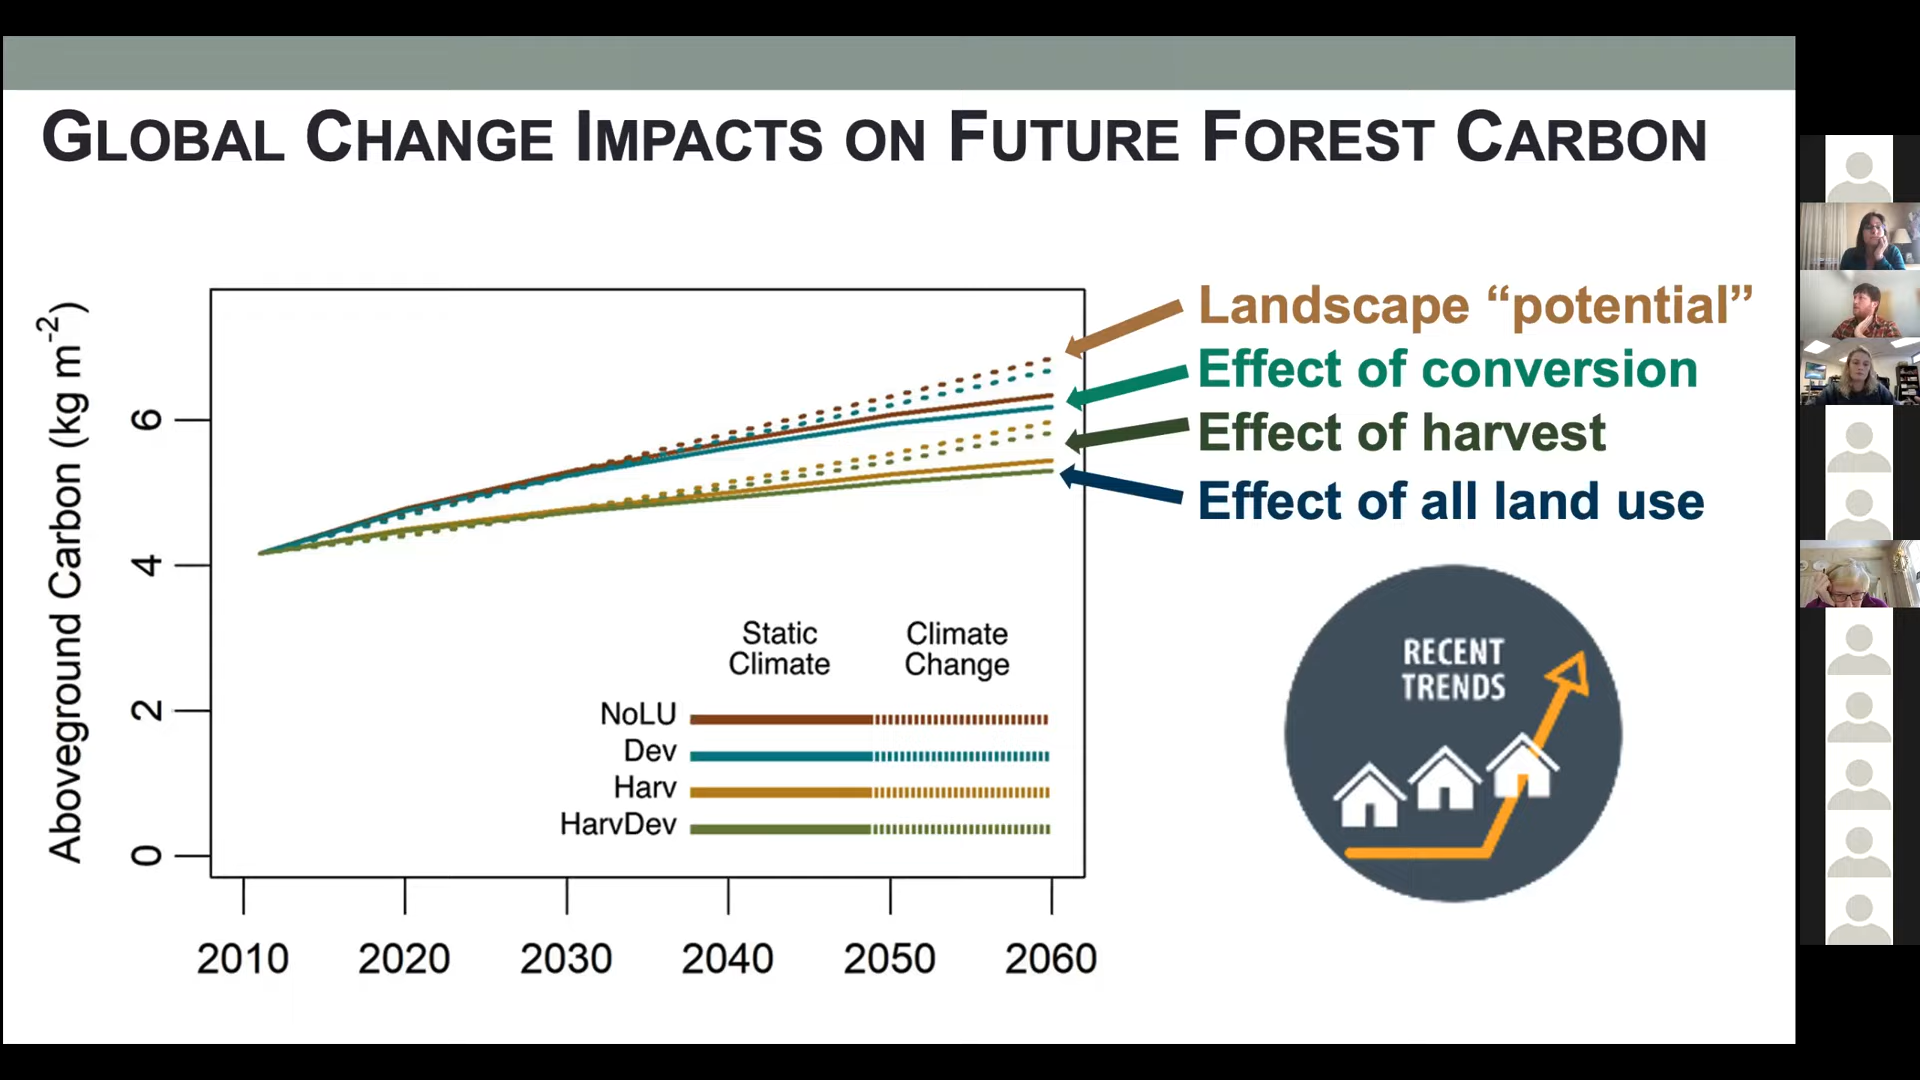 GLOBAL CHANGE IMPACTS ON FUTURE FOREST CARBON
Aboveground Carbon (kg m-2)
6
4
2
0
2010 2020 2030 2040 2050 2060
Static Climate
Climate Change
NoLU
Dev
Harv
HarvDev
Landscape “potential”
Effect of conversion
Effect of harvest
Effect of all land use
RECENT
TRENDS